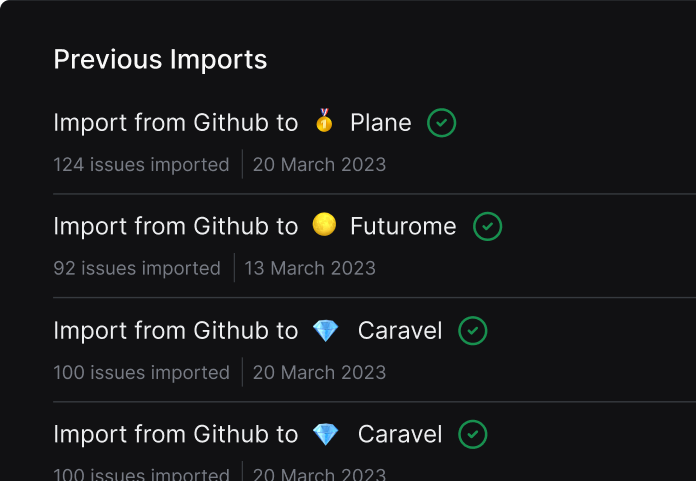 Previous Imports
Import from Github to 🏅 Plane
124 issues imported | 20 March 2023
Import from Github to 🌕 Futurome
92 issues imported | 13 March 2023
Import from Github to 💎 Caravel
100 issues imported | 20 March 2023
Import from Github to 💎 Caravel
100 issues imported | 20 March 2023